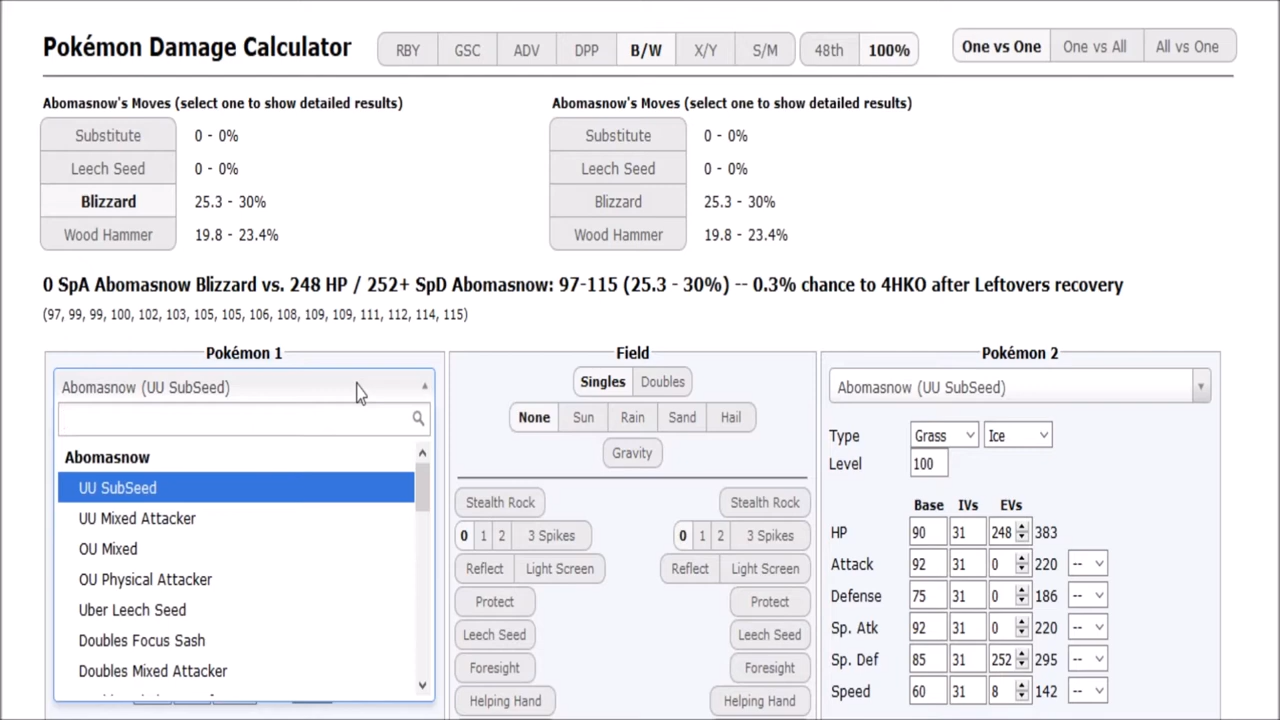 Pokémon Damage Calculator
RBY GSC ADV DPP B/W X/Y S/M 48th 100% One vs One One vs All All vs One
Abomasnow's Moves (select one to show detailed results)
Substitute 0 - 0%
Leech Seed 0 - 0%
Blizzard 25.3 - 30%
Wood Hammer 19.8 - 23.4%
Abomasnow's Moves (select one to show detailed results)
Substitute 0 - 0%
Leech Seed 0 - 0%
Blizzard 25.3 - 30%
Wood Hammer 19.8 - 23.4%
0 SpA Abomasnow Blizzard vs. 248 HP / 252+ SpD Abomasnow: 97-115 (25.3 - 30%) -- 0.3% chance to 4HKO after Leftovers recovery
(97, 99, 99, 100, 102, 103, 105, 105, 106, 108, 109, 109, 111, 112, 114, 115)
Pokémon 1
Abomasnow (UU SubSeed)
Abomasnow
UU SubSeed
UU Mixed Attacker
OU Mixed
OU Physical Attacker
Uber Leech Seed
Doubles Focus Sash
Doubles Mixed Attacker
Field
Singles Doubles
None Sun Rain Sand Hail
Gravity
Stealth Rock Stealth Rock
0 1 2 3 Spikes 0 1 2 3 Spikes
Reflect Light Screen Reflect Light Screen
Protect Protect
Leech Seed Leech Seed
Foresight Foresight
Helping Hand Helping Hand
Pokémon 2
Abomasnow (UU SubSeed)
Type Grass Ice
Level 100
Base IVs EVs
HP 90 31 248 383
Attack 92 31 0 220 --
Defense 75 31 0 186 --
Sp. Atk 92 31 0 220 --
Sp. Def 85 31 252 295 --
Speed 60 31 8 142 --